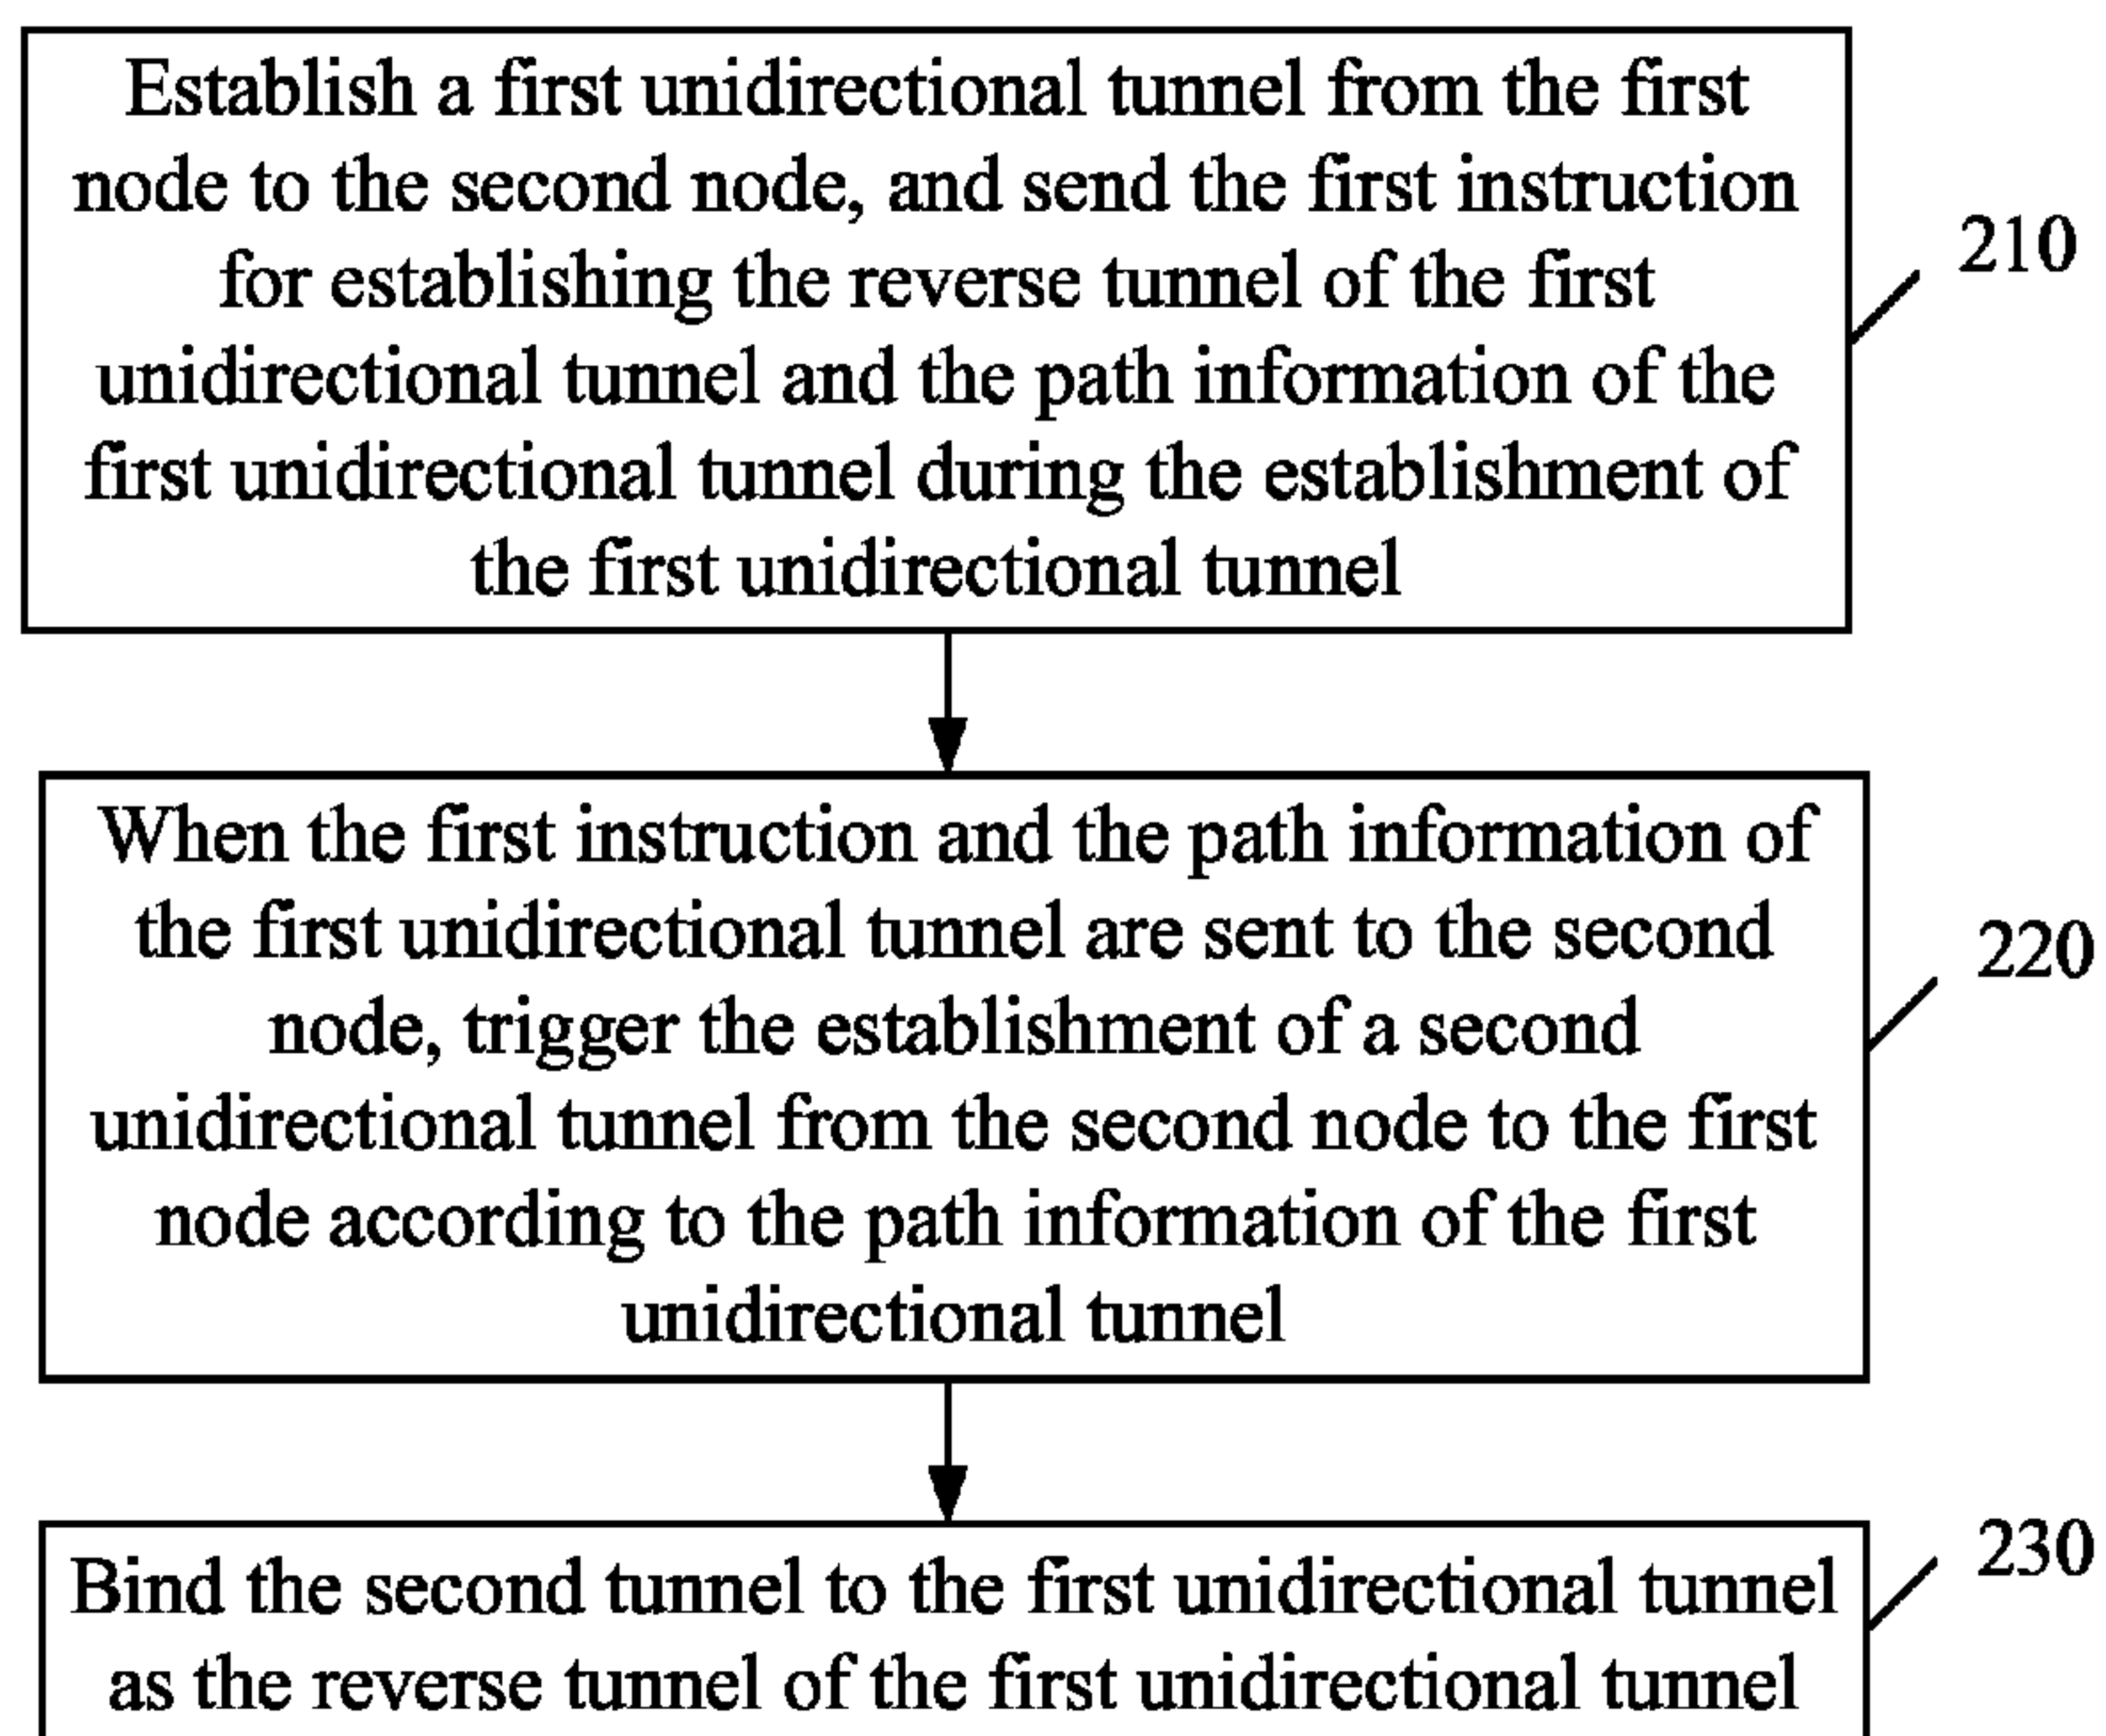 Establish a first unidirectional tunnel from the first
node to the second node, and send the first instruction
for establishing the reverse tunnel of the first
unidirectional tunnel and the path information of the
first unidirectional tunnel during the establishment of
the first unidirectional tunnel
210
When the first instruction and the path information of
the first unidirectional tunnel are sent to the second
node, trigger the establishment of a second
unidirectional tunnel from the second node to the first
node according to the path information of the first
unidirectional tunnel
220
Bind the second tunnel to the first unidirectional tunnel
as the reverse tunnel of the first unidirectional tunnel
230